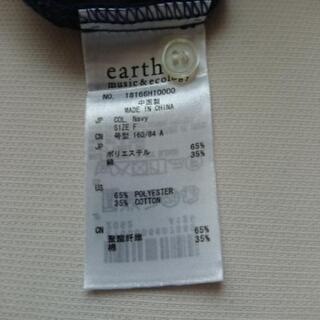 earth
music & ecology
NO. 18166H10000
中国製
MADE IN CHINA
JP COL. Navy
SIZE F
CN 号型 160/84 A
JP
ポリエステル 65%
綿 35%
US
65% POLYESTER
35% COTTON
CN
聚酯纤维 65%
棉 35%